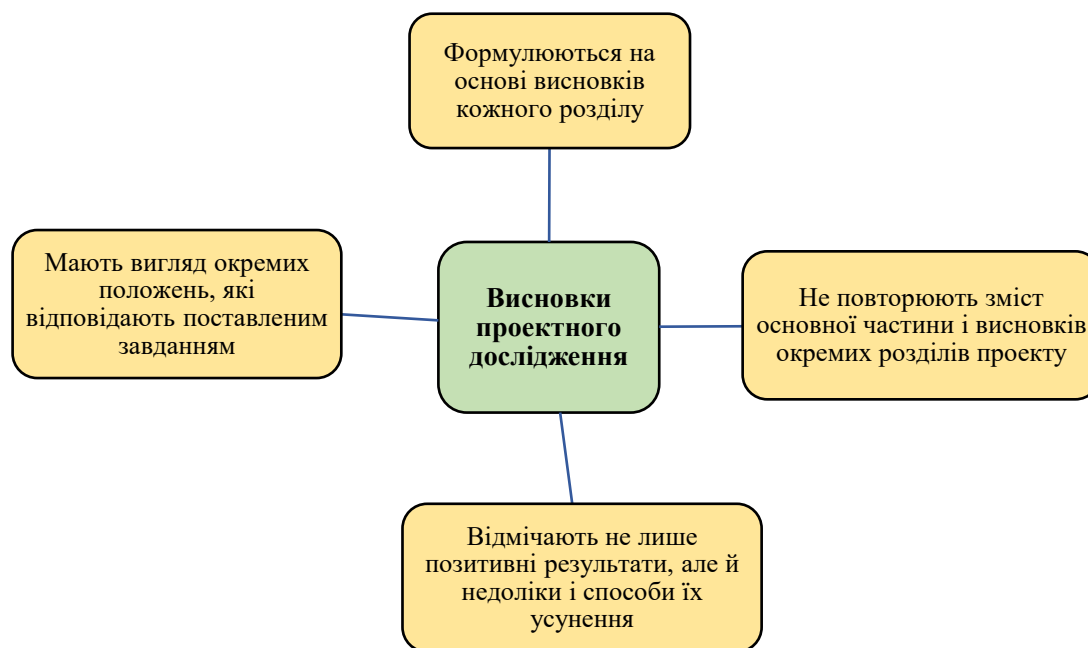 Формулюються на
основі висновків
кожного розділу
Мають вигляд окремих
положень, які
відповідають поставленим
завданням
Висновки
проектного
дослідження
Не повторюють зміст
основної частини і висновків
окремих розділів проекту
Відмічають не лише
позитивні результати, але й
недоліки і способи їх
усунення